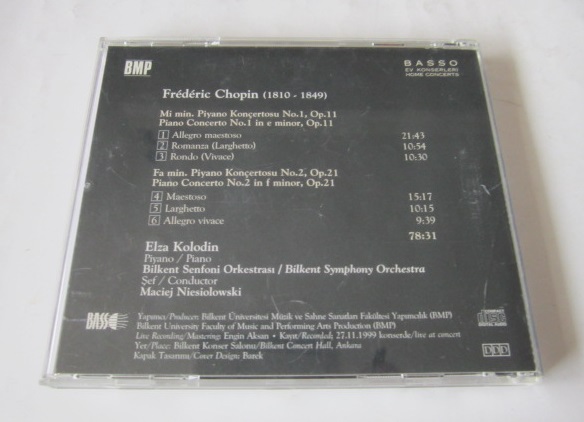 BMP
BASSO
EV KONSERLERİ
HOME CONCERTS
Frédéric Chopin (1810 - 1849)
Mi min. Piyano Konçertosu No.1, Op.11
Piano Concerto No.1 in e minor, Op.11
1 Allegro maestoso 21:43
2 Romanza (Larghetto) 10:54
3 Rondo (Vivace) 10:30
Fa min. Piyano Konçertosu No.2, Op.21
Piano Concerto No.2 in f minor, Op.21
4 Maestoso 15:17
5 Larghetto 10:15
6 Allegro vivace 9:39
78:31
Elza Kolodin
Piyano / Piano
Bilkent Senfoni Orkestrası / Bilkent Symphony Orchestra
Şef / Conductor
Maciej Niesiolowski
BASSO
Yapımcı/Producer: Bilkent Üniversitesi Müzik ve Sahne Sanatları Fakültesi Yapımcılık (BMP)
Bilkent University Faculty of Music and Performing Arts Production (BMP)
Live Recording/Mastering: Engin Aksan - Kayıt/Recorded; 27.11.1999 konserde/live at concert
Yer/Place: Bilkent Konser Salonu/Bilkent Concert Hall, Ankara
Kapak Tasarımı/Cover Design: Barek
COMPACT
disc
DIGITAL AUDIO
DDD